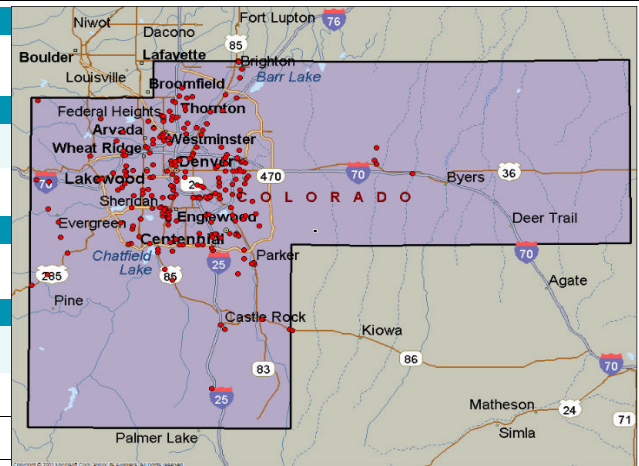 Niwot
Fort Lupton
76
Dacono
Boulder
Lafayette
85
Brighton
Louisville
Barr Lake
Broomfield
Federal Heights
Thornton
Arvada
Westminster
Wheat Ridge
Denver
70
Lakewood
2
470
70
Byers
36
COLORADO
Sheridan
Englewood
Evergreen
Deer Trail
Centennial
Chatfield
Lake
25
Parker
70
285
85
Agate
Pine
Castle Rock
Kiowa
86
83
70
25
Matheson
24
71
Simla
Palmer Lake